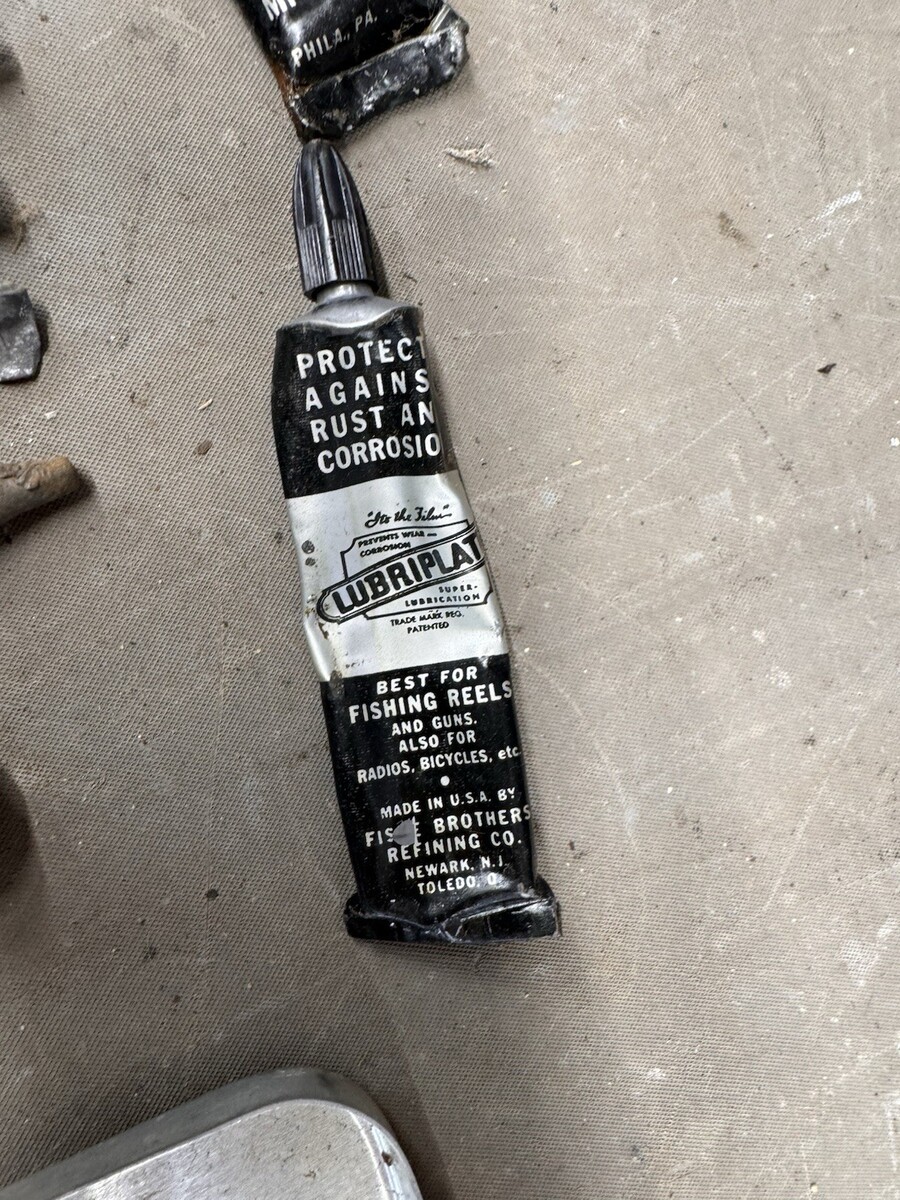 PHILA., PA.
PROTECT
AGAINS
RUST AN
CORROSIO
"It's the Film"
PREVENTS WEAR —
CORROSION
LUBRIPLAT
SUPER-
LUBRICATION
TRADE MARK REG.
PATENTED
BEST FOR
FISHING REELS
AND GUNS.
ALSO FOR
RADIOS, BICYCLES, etc.
MADE IN U.S.A. BY
FIS E BROTHERS
REFINING CO.
NEWARK, N.J.
TOLEDO, O.